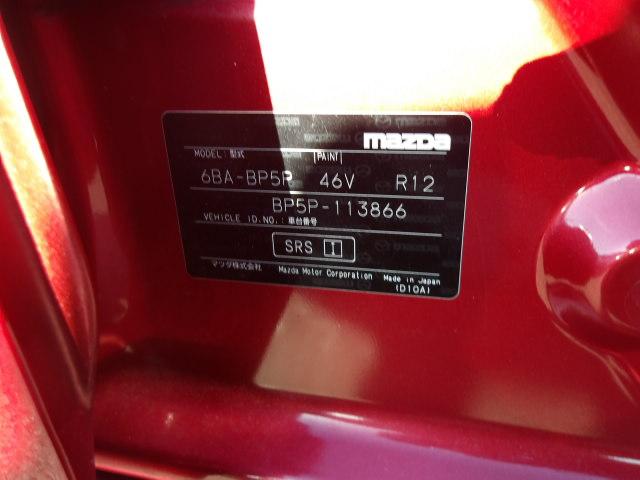 mazda
MODEL: 型式 [PAINT]
6BA-BP5P 46V R12
BP5P-113866
VEHICLE ID.NO.: 車台番号
SRS I
マツダ株式会社 Mazda Motor Corporation Made in Japan
(D10A)